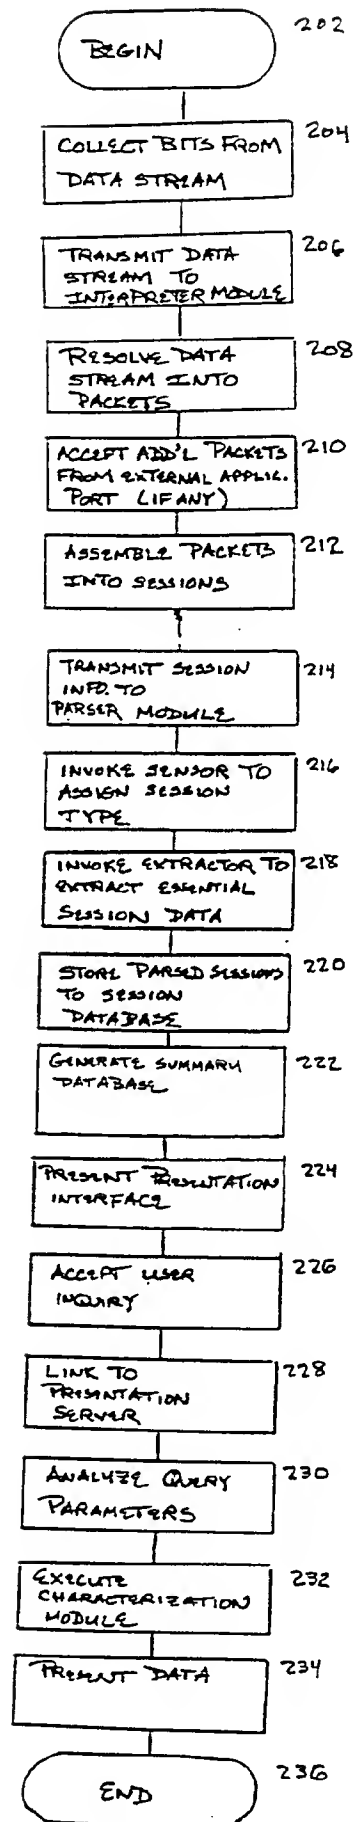 202
BEGIN
204
COLLECT BITS FROM
DATA STREAM
206
TRANSMIT DATA
STREAM TO
INTERPRETER MODULE
208
RESOLVE DATA
STREAM INTO
PACKETS
210
ACCEPT ADD'L PACKETS
FROM EXTERNAL APPLIC.
PORT (IF ANY)
212
ASSEMBLE PACKETS
INTO SESSIONS
214
TRANSMIT SESSION
INFO. TO
PARSER MODULE
216
INVOKE SENSOR TO
ASSIGN SESSION
TYPE
218
INVOKE EXTRACTOR TO
EXTRACT ESSENTIAL
SESSION DATA
220
STORE PARSED SESSIONS
TO SESSION
DATABASE
222
GENERATE SUMMARY
DATABASE
224
PRESENT PRESENTATION
INTERFACE
226
ACCEPT USER
INQUIRY
228
LINK TO
PRESENTATION
SERVER
230
ANALYZE QUERY
PARAMETERS
232
EXECUTE
CHARACTERIZATION
MODULE
234
PRESENT DATA
236
END